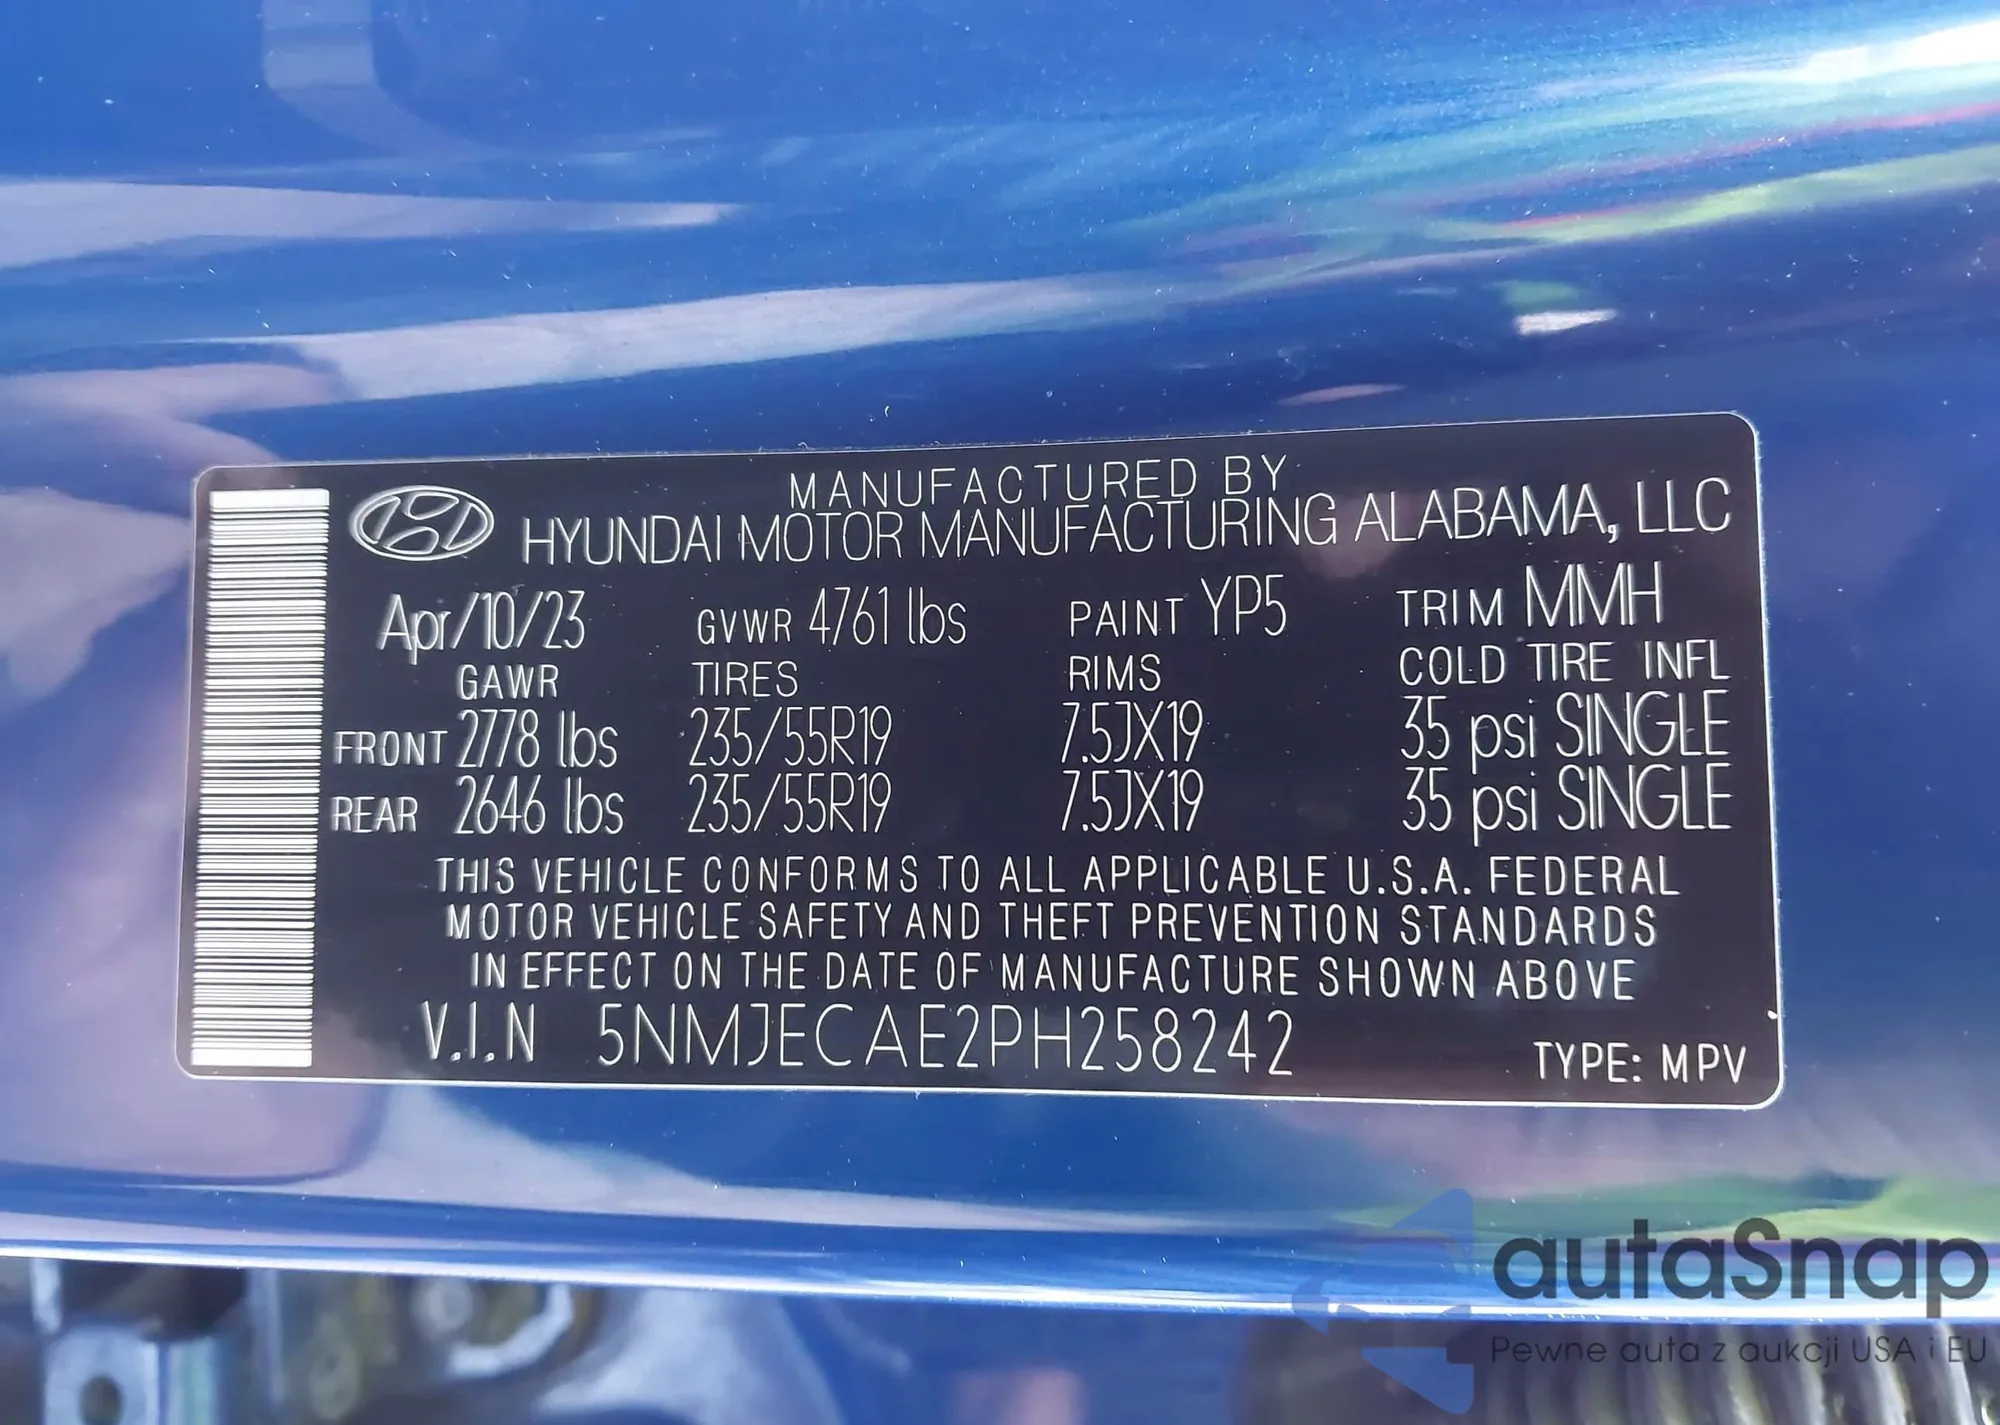 MANUFACTURED BY
HYUNDAI MOTOR MANUFACTURING ALABAMA, LLC
Apr/10/23 GVWR 4761 lbs PAINT YP5 TRIM MMH
GAWR TIRES RIMS COLD TIRE INFL
FRONT 2778 lbs 235/55R19 7.5JX19 35 psi SINGLE
REAR 2646 lbs 235/55R19 7.5JX19 35 psi SINGLE
THIS VEHICLE CONFORMS TO ALL APPLICABLE U.S.A. FEDERAL
MOTOR VEHICLE SAFETY AND THEFT PREVENTION STANDARDS
IN EFFECT ON THE DATE OF MANUFACTURE SHOWN ABOVE
V.I.N 5NMJECAE2PH258242 TYPE: MPV
autaSnap
Pewne auta z aukcji USA i EU